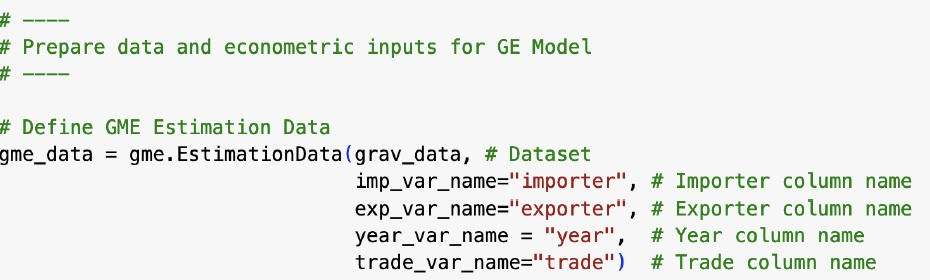 # ----
# Prepare data and econometric inputs for GE Model
# ----
# Define GME Estimation Data
gme_data = gme.EstimationData(grav_data, # Dataset
imp_var_name="importer", # Importer column name
exp_var_name="exporter", # Exporter column name
year_var_name = "year", # Year column name
trade_var_name="trade") # Trade column name